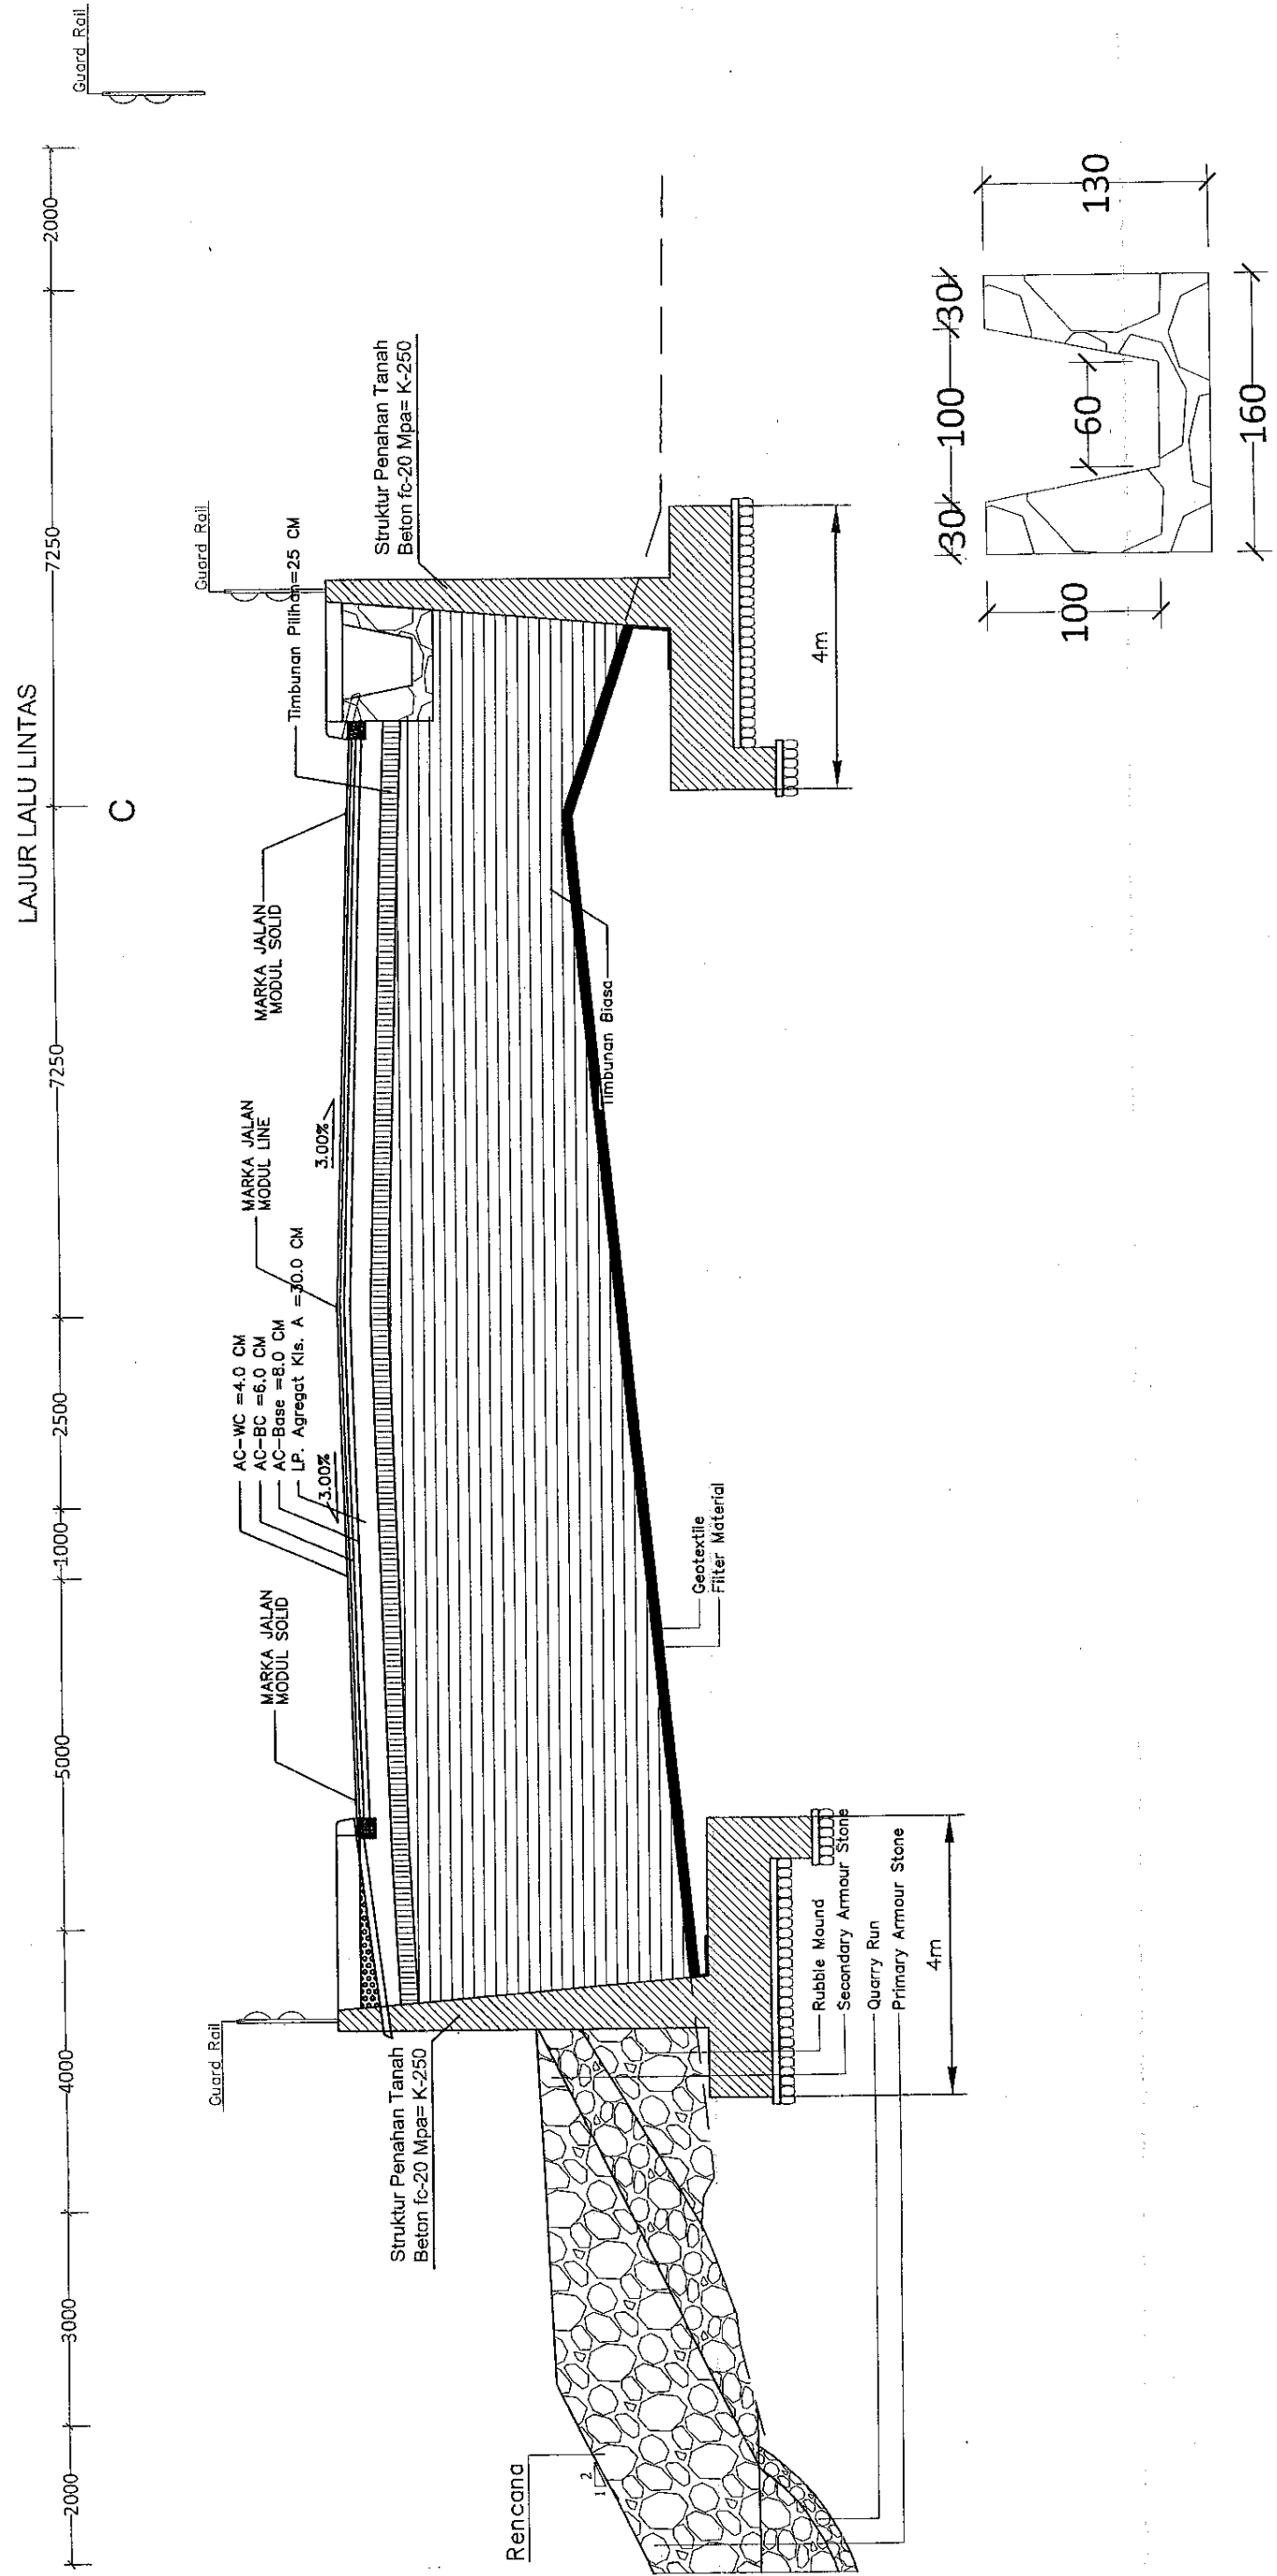 LAJUR LALU LINTAS
2000
3000
4000
5000
1000
2500
7250
7250
2000
C
Guard Rail
Guard Rail
Guard Rail
MARKA JALAN
MODUL SOLID
AC-WC =4.0 CM
AC-BC =6.0 CM
AC-Base =8.0 CM
LP. Agregat Kls. A =30.0 CM
3.00%
MARKA JALAN
MODUL LINE
3.00%
MARKA JALAN
MODUL SOLID
Timbunan Pilihan=25 CM
Struktur Penahan Tanah
Beton fc-20 Mpa= K-250
Struktur Penahan Tanah
Beton fc-20 Mpa= K-250
Rencana
2
1
Timbunan Biasa
Geotextile
Filter Material
Rubble Mound
Secondary Armour Stone
Quarry Run
Primary Armour Stone
4m
4m
30
100
30
100
60
130
160